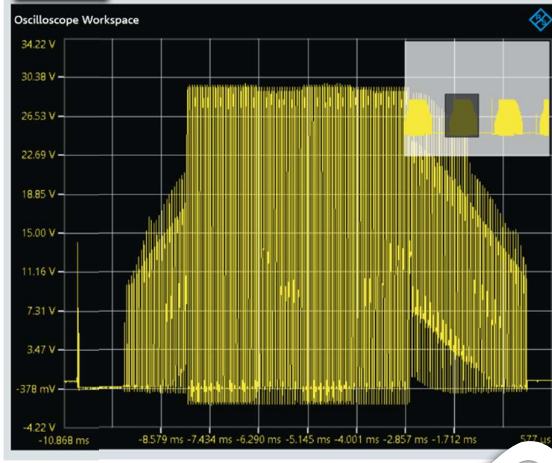 Oscilloscope Workspace
34.22 V
30.38 V
26.53 V
22.69 V
18.85 V
15.00 V
11.16 V
7.31 V
3.47 V
-378 mV
-4.22 V
-10.868 ms -8.579 ms -7.434 ms -6.290 ms -5.145 ms -4.001 ms -2.857 ms -1.712 ms 577 us